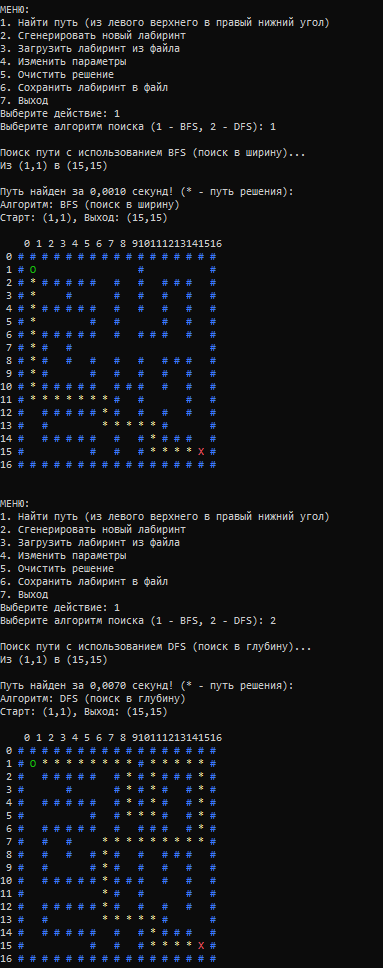 МЕНЮ:
1. Найти путь (из левого верхнего в правый нижний угол)
2. Сгенерировать новый лабиринт
3. Загрузить лабиринт из файла
4. Изменить параметры
5. Очистить решение
6. Сохранить лабиринт в файл
7. Выход
Выберите действие: 1
Выберите алгоритм поиска (1 - BFS, 2 - DFS): 1
Поиск пути с использованием BFS (поиск в ширину)...
Из (1,1) в (15,15)
Путь найден за 0,0010 секунд! (* - путь решения):
Алгоритм: BFS (поиск в ширину)
Старт: (1,1), Выход: (15,15)
    0 1 2 3 4 5 6 7 8 910111213141516
 0 # # # # # # # # # # # # # # # # #
 1 # O                 #           #
 2 # * # # # # #   #   #   # # #   #
 3 # *     #       #   #   #   #   #
 4 # * # # # # #   #   #   #   #   #
 5 # *         #   #       #   #   #
 6 # * # # # # #   #   # # #   #   #
 7 # * #   #                       #
 8 # * #   #   #   #   #   # # #   #
 9 # * #       #   #   #   #   #   #
10 # * # # # # #   # # #   #   #   #
11 # * * * * * * * #   #       #   #
12 #   # # # # # * #   #   #   #   #
13 #   #         * * * * * #       #
14 #   # # # # #   #   # * # # #   #
15 #           #   #   # * * * * X #
16 # # # # # # # # # # # # # # # # #
МЕНЮ:
1. Найти путь (из левого верхнего в правый нижний угол)
2. Сгенерировать новый лабиринт
3. Загрузить лабиринт из файла
4. Изменить параметры
5. Очистить решение
6. Сохранить лабиринт в файл
7. Выход
Выберите действие: 1
Выберите алгоритм поиска (1 - BFS, 2 - DFS): 2
Поиск пути с использованием DFS (поиск в глубину)...
Из (1,1) в (15,15)
Путь найден за 0,0070 секунд! (* - путь решения):
Алгоритм: DFS (поиск в глубину)
Старт: (1,1), Выход: (15,15)
    0 1 2 3 4 5 6 7 8 910111213141516
 0 # # # # # # # # # # # # # # # # #
 1 # O * * * * * * * * # * * * * * #
 2 #   # # # # #   # * # * # # # * #
 3 #       #       # * # * #   # * #
 4 #   # # # # #   # * # * #   # * #
 5 #           #   # * * * #   # * #
 6 #   # # # # #   #   # # #   # * #
 7 #   #   #     * * * * * * * * * #
 8 #   #   #   # * #   #   # # #   #
 9 #   #       # * #   #   #   #   #
10 #   # # # # # * # # #   #   #   #
11 #             * #   #       #   #
12 #   # # # # # * #   #   #   #   #
13 #   #         * * * * * #       #
14 #   # # # # #   #   # * # # #   #
15 #           #   #   # * * * * X #
16 # # # # # # # # # # # # # # # # #